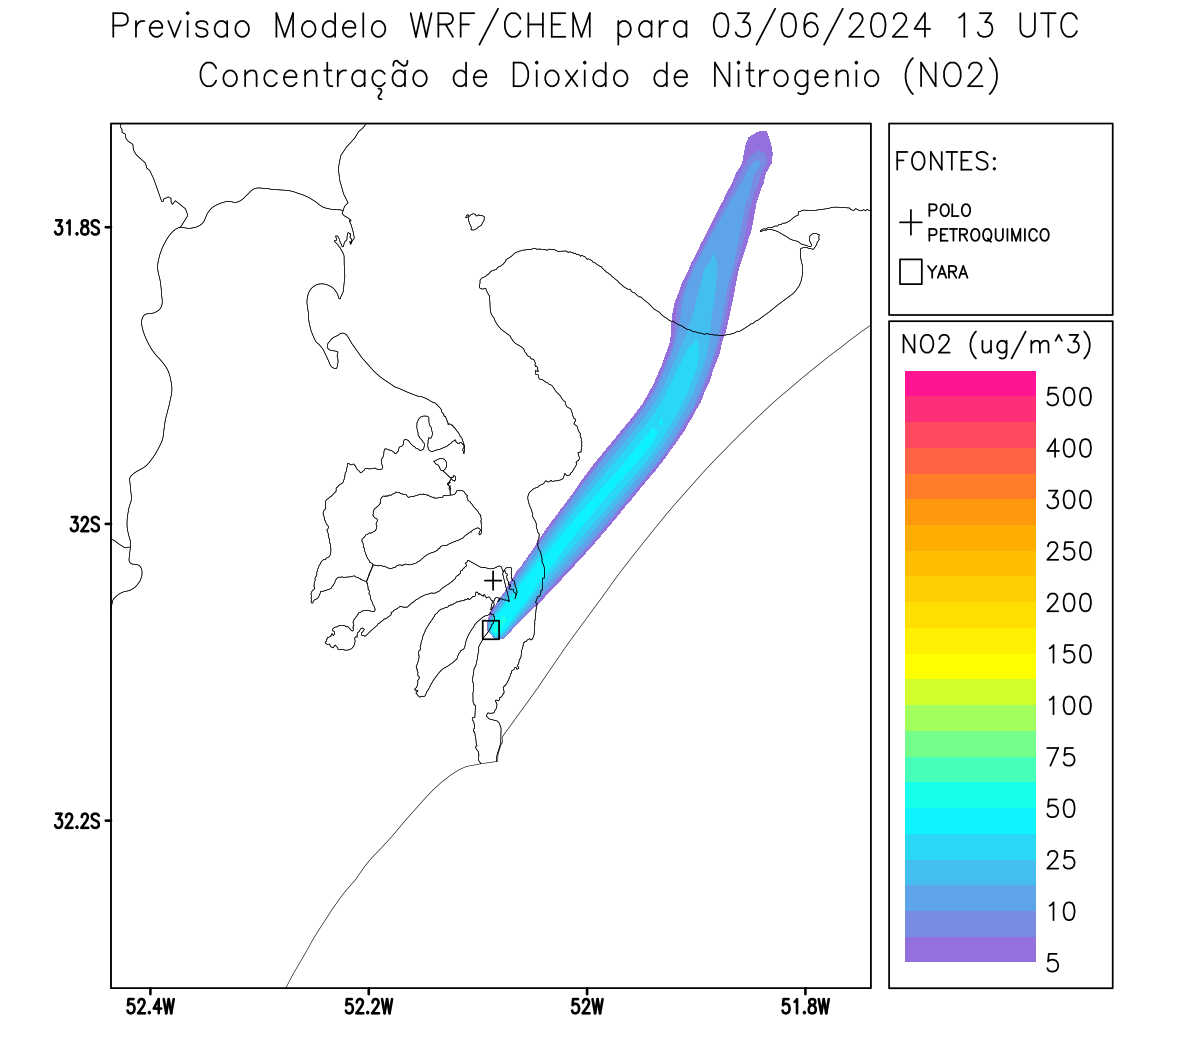 Previsao Modelo WRF/CHEM para 03/06/2024 13 UTC
Concentração de Dioxido de Nitrogenio (NO2)
FONTES:
POLO
PETROQUIMICO
YARA
NO2 (ug/m^3)
500
400
300
250
200
150
100
75
50
25
10
5
31.8S
32S
32.2S
52.4W
52.2W
52W
51.8W